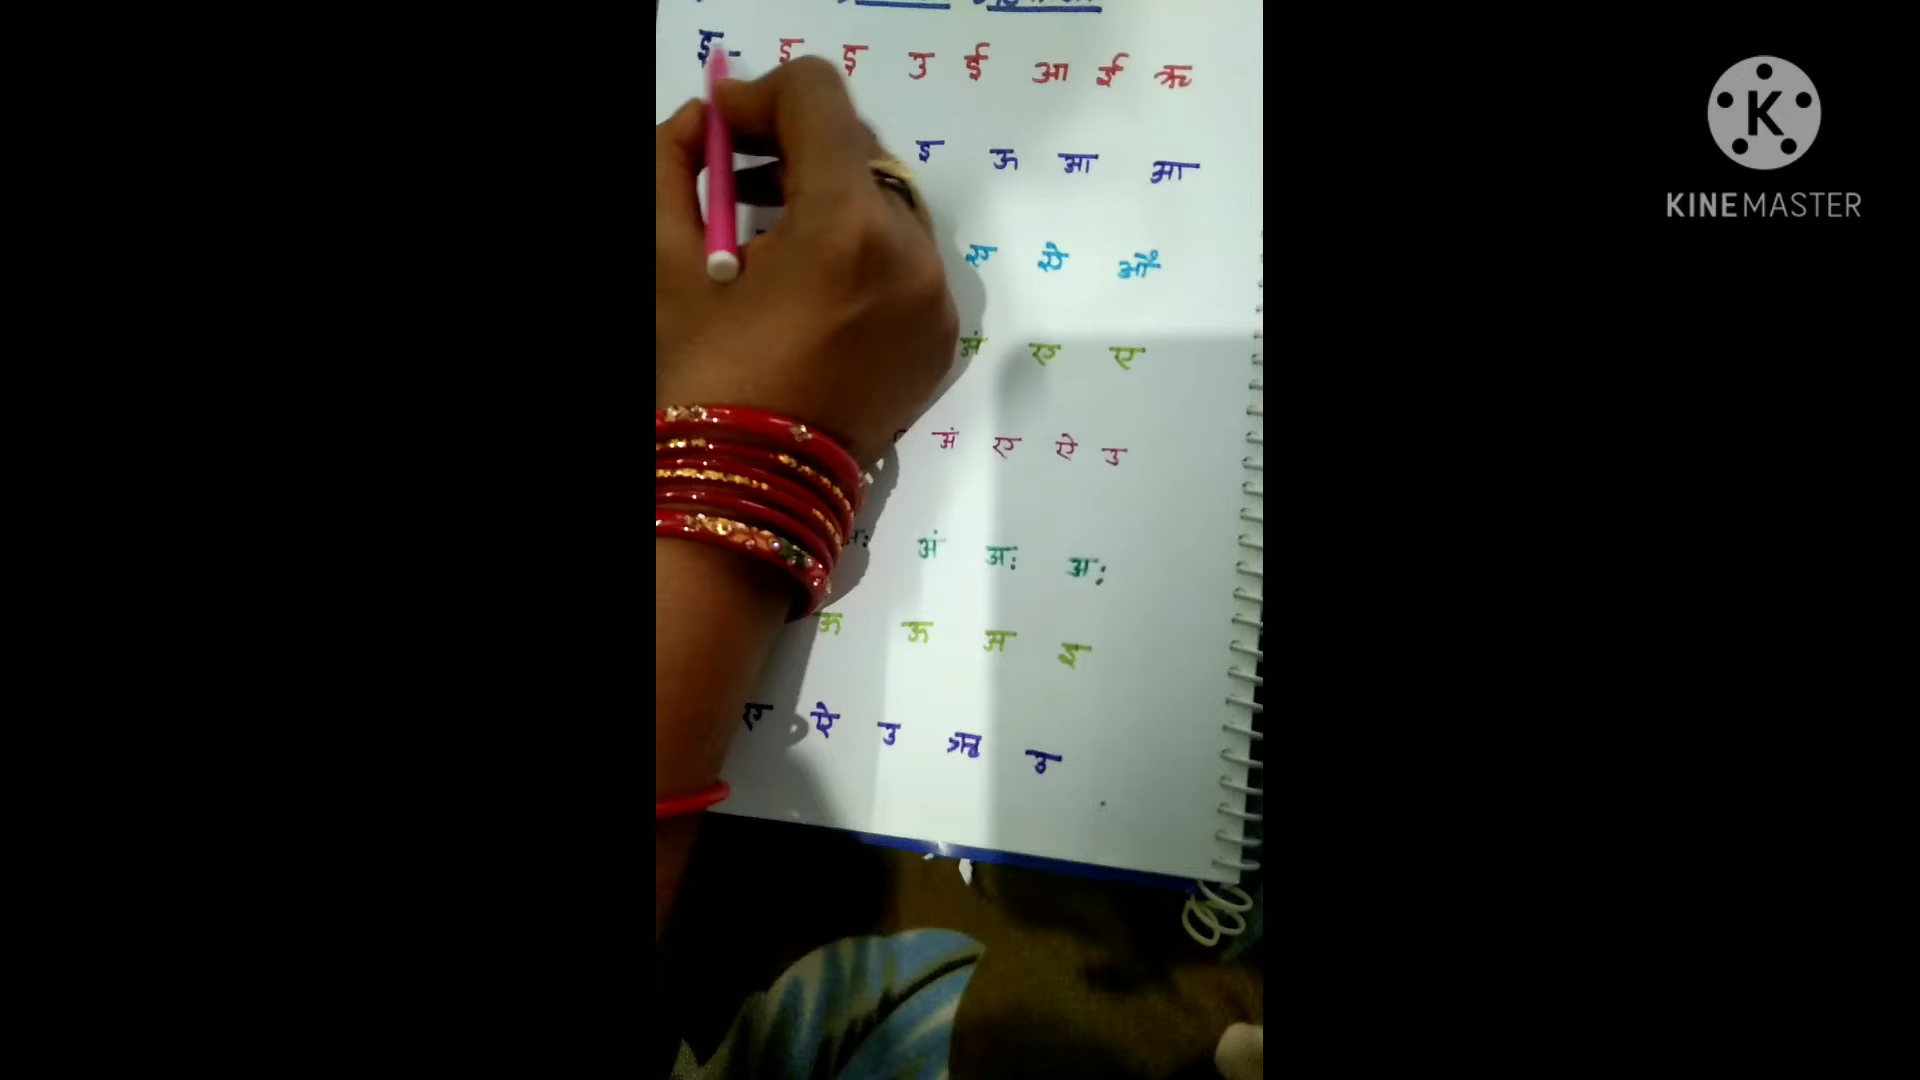 इ - इ इ उ ई आ ई ऋ
इ ऊ आ आ
ए ऐ औ
अं ए ए
अं ए ऐ उ
अः अं अः अः
ऊ ऊ अ थ
ए ऐ उ ऋ उ
K
KINEMASTER